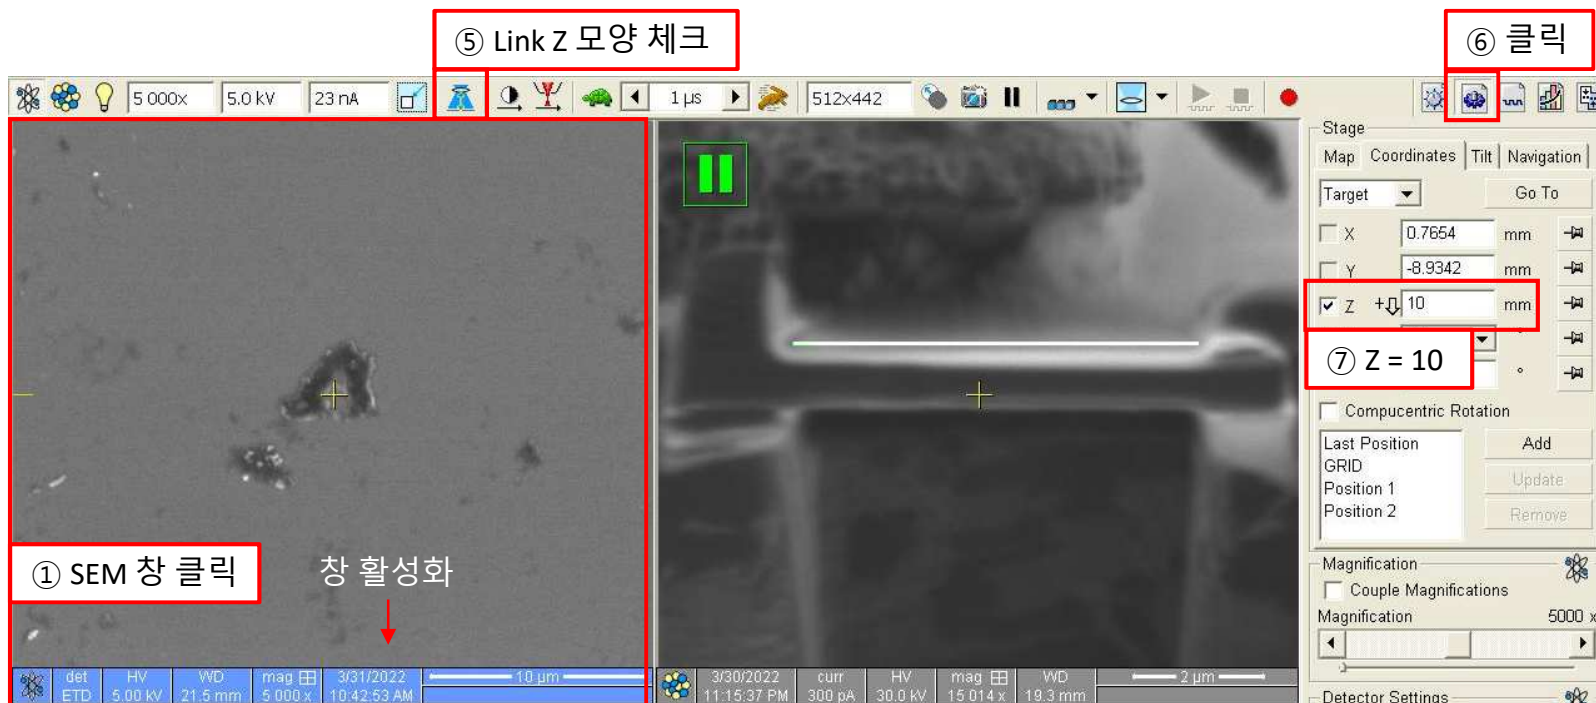 ⑤ Link Z 모양 체크
⑥ 클릭
5 000x
5.0 kV
23 nA
1 µs
512x442
Stage
Map
Coordinates
Tilt
Navigation
Target
Go To
X
0.7654
mm
Y
-8.9342
mm
Z
+
10
mm
°
⑦ Z = 10
°
Compucentric Rotation
Last Position
GRID
Position 1
Position 2
Add
Update
Remove
① SEM 창 클릭
창 활성화
Magnification
Couple Magnifications
Magnification
5000 x
det
HV
WD
mag
3/31/2022
10 µm
ETD
5.00 kV
21.5 mm
5 000 x
10:42:53 AM
3/30/2022
curr
HV
mag
WD
2 µm
11:15:37 PM
300 pA
30.0 kV
15 014 x
19.3 mm
Detector Settings